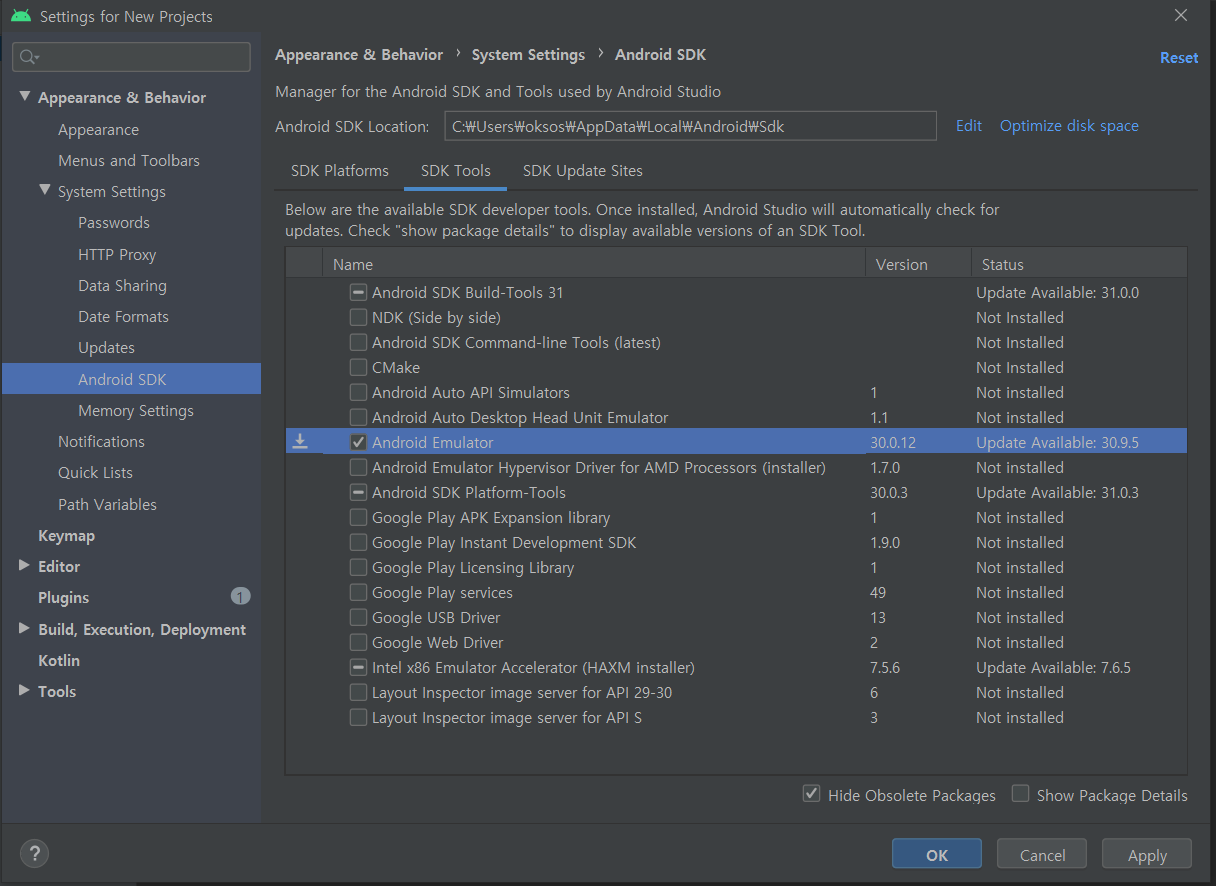 Settings for New Projects
Appearance & Behavior
Appearance
Menus and Toolbars
System Settings
Passwords
HTTP Proxy
Data Sharing
Date Formats
Updates
Android SDK
Memory Settings
Notifications
Quick Lists
Path Variables
Keymap
Editor
Plugins 1
Build, Execution, Deployment
Kotlin
Tools
Appearance & Behavior › System Settings › Android SDK
Reset
Manager for the Android SDK and Tools used by Android Studio
Android SDK Location: C:₩Users₩oksos₩AppData₩Local₩Android₩Sdk Edit Optimize disk space
SDK Platforms SDK Tools SDK Update Sites
Below are the available SDK developer tools. Once installed, Android Studio will automatically check for
updates. Check "show package details" to display available versions of an SDK Tool.
Name Version Status
Android SDK Build-Tools 31 Update Available: 31.0.0
NDK (Side by side) Not Installed
Android SDK Command-line Tools (latest) Not Installed
CMake Not Installed
Android Auto API Simulators 1 Not installed
Android Auto Desktop Head Unit Emulator 1.1 Not installed
Android Emulator 30.0.12 Update Available: 30.9.5
Android Emulator Hypervisor Driver for AMD Processors (installer) 1.7.0 Not installed
Android SDK Platform-Tools 30.0.3 Update Available: 31.0.3
Google Play APK Expansion library 1 Not installed
Google Play Instant Development SDK 1.9.0 Not installed
Google Play Licensing Library 1 Not installed
Google Play services 49 Not installed
Google USB Driver 13 Not installed
Google Web Driver 2 Not installed
Intel x86 Emulator Accelerator (HAXM installer) 7.5.6 Update Available: 7.6.5
Layout Inspector image server for API 29-30 6 Not installed
Layout Inspector image server for API S 3 Not installed
Hide Obsolete Packages Show Package Details
? OK Cancel Apply